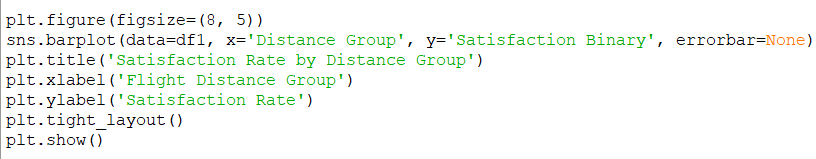 plt.figure(figsize=(8, 5))
sns.barplot(data=df1, x='Distance Group', y='Satisfaction Binary', errorbar=None)
plt.title('Satisfaction Rate by Distance Group')
plt.xlabel('Flight Distance Group')
plt.ylabel('Satisfaction Rate')
plt.tight_layout()
plt.show()